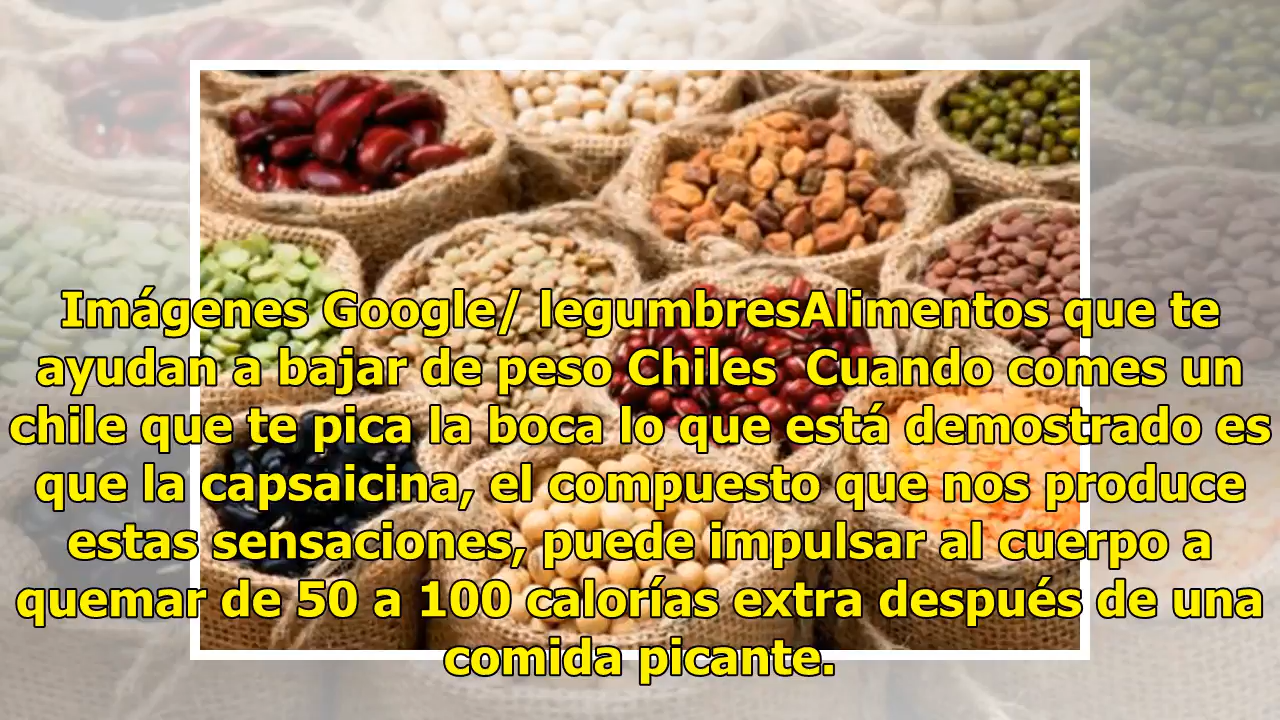 Imágenes Google/ legumbresAlimentos que te
ayudan a bajar de peso Chiles  Cuando comes un
chile que te pica la boca lo que está demostrado es
que la capsaicina, el compuesto que nos produce
estas sensaciones, puede impulsar al cuerpo a
quemar de 50 a 100 calorías extra después de una
comida picante.